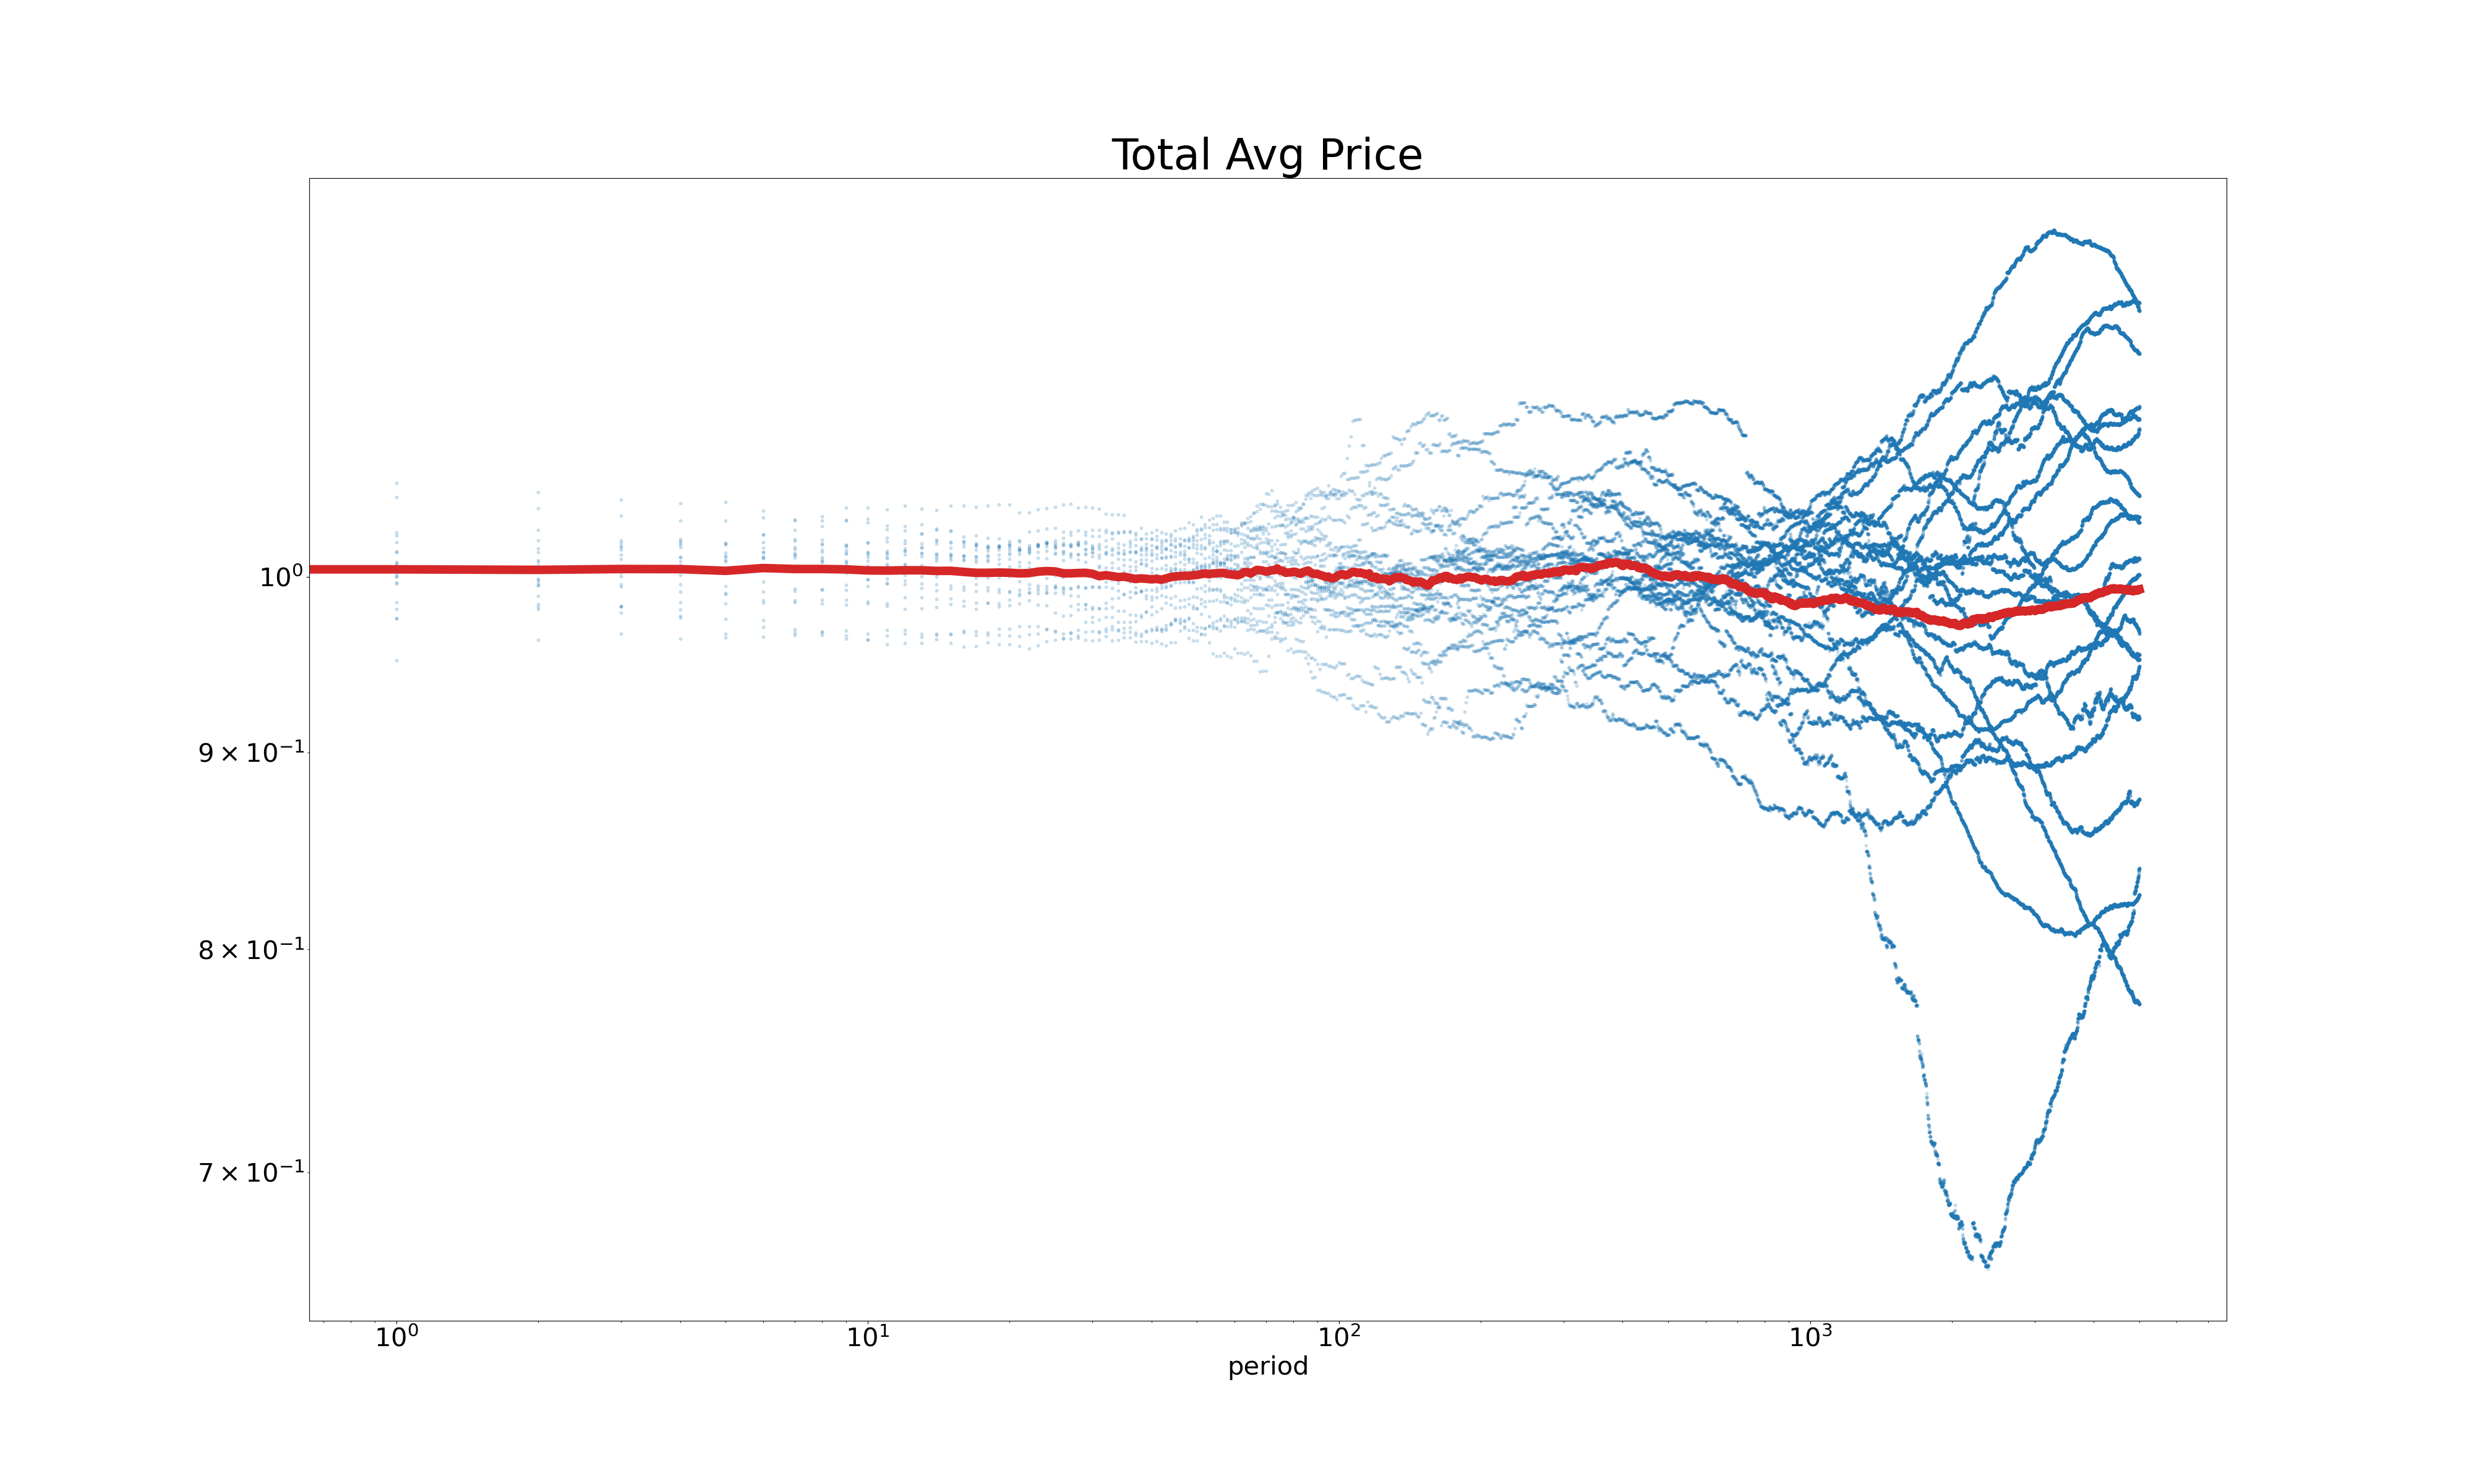 Total Avg Price
10⁰
9 × 10⁻¹
8 × 10⁻¹
7 × 10⁻¹
10⁰ 10¹ 10² 10³
period